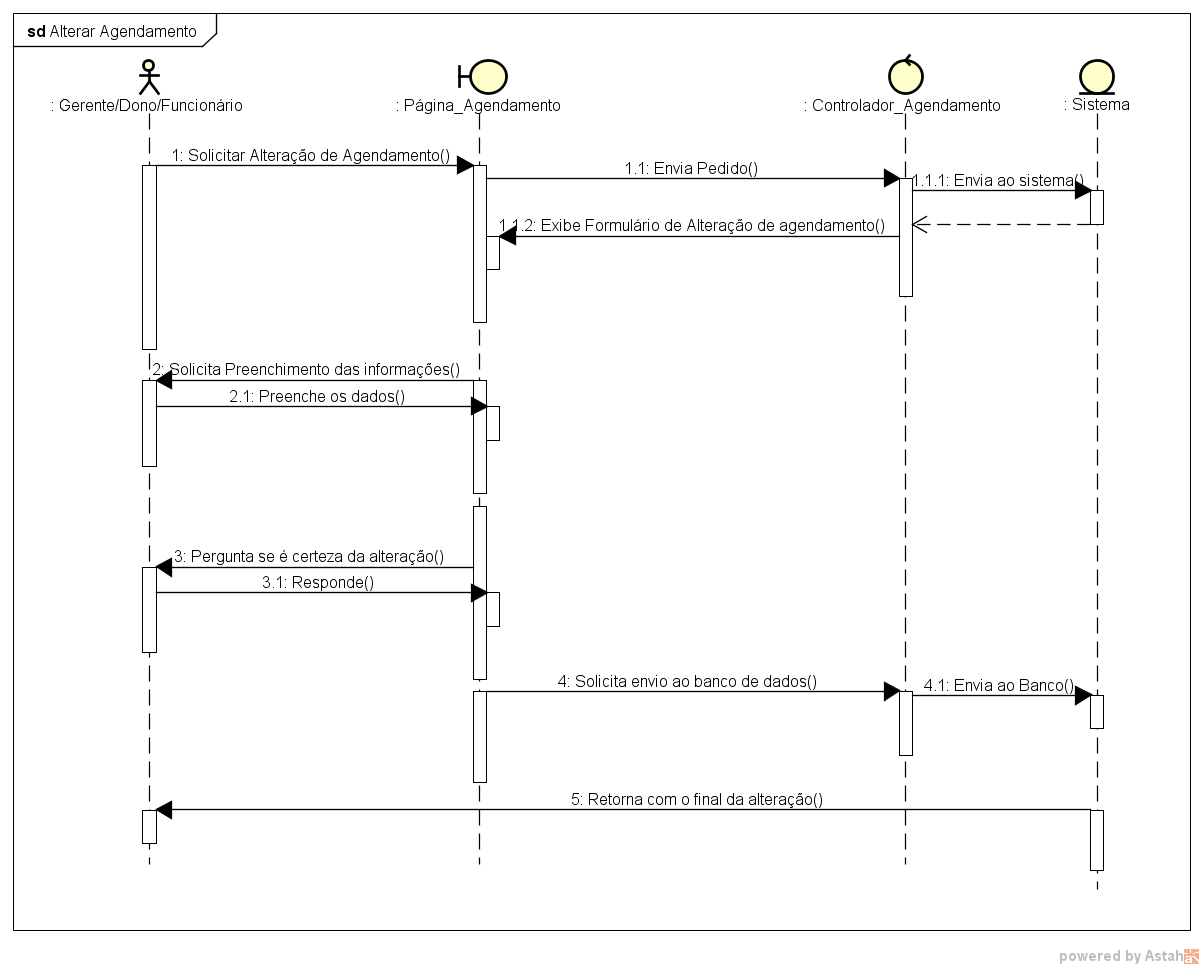 sd Alterar Agendamento
: Gerente/Dono/Funcionário
: Página_Agendamento
: Controlador_Agendamento
: Sistema
1: Solicitar Alteração de Agendamento()
1.1: Envia Pedido()
1.1.1: Envia ao sistema()
1.1.2: Exibe Formulário de Alteração de agendamento()
2: Solicita Preenchimento das informações()
2.1: Preenche os dados()
3: Pergunta se é certeza da alteração()
3.1: Responde()
4: Solicita envio ao banco de dados()
4.1: Envia ao Banco()
5: Retorna com o final da alteração()
powered by Astah